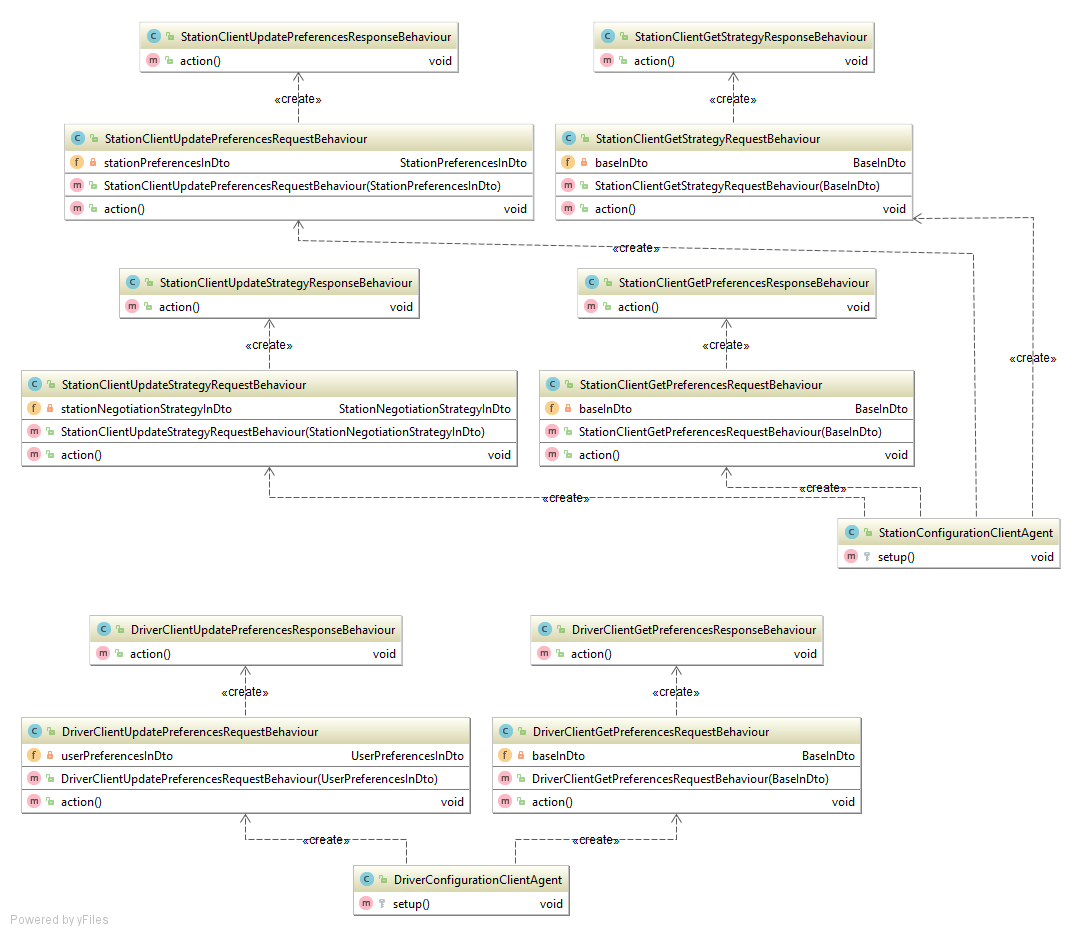 C StationClientUpdatePreferencesResponseBehaviour
m action() void
C StationClientGetStrategyResponseBehaviour
m action() void
«create»
«create»
C StationClientUpdatePreferencesRequestBehaviour
f stationPreferencesInDto StationPreferencesInDto
m StationClientUpdatePreferencesRequestBehaviour(StationPreferencesInDto)
m action() void
C StationClientGetStrategyRequestBehaviour
f baseInDto BaseInDto
m StationClientGetStrategyRequestBehaviour(BaseInDto)
m action() void
«create»
C StationClientUpdateStrategyResponseBehaviour
m action() void
C StationClientGetPreferencesResponseBehaviour
m action() void
«create»
«create»
«create»
C StationClientUpdateStrategyRequestBehaviour
f stationNegotiationStrategyInDto StationNegotiationStrategyInDto
m StationClientUpdateStrategyRequestBehaviour(StationNegotiationStrategyInDto)
m action() void
C StationClientGetPreferencesRequestBehaviour
f baseInDto BaseInDto
m StationClientGetPreferencesRequestBehaviour(BaseInDto)
m action() void
«create»
«create»
C StationConfigurationClientAgent
m setup() void
C DriverClientUpdatePreferencesResponseBehaviour
m action() void
C DriverClientGetPreferencesResponseBehaviour
m action() void
«create»
«create»
C DriverClientUpdatePreferencesRequestBehaviour
f userPreferencesInDto UserPreferencesInDto
m DriverClientUpdatePreferencesRequestBehaviour(UserPreferencesInDto)
m action() void
C DriverClientGetPreferencesRequestBehaviour
f baseInDto BaseInDto
m DriverClientGetPreferencesRequestBehaviour(BaseInDto)
m action() void
«create»
«create»
C DriverConfigurationClientAgent
m setup() void
Powered by yFiles